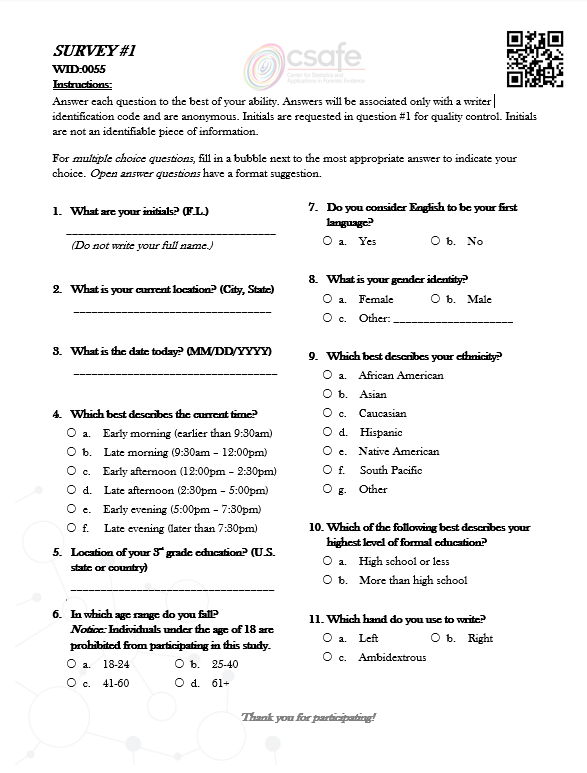 SURVEY #1
WID:0055
csafe
Center for Statistics and
Applications in Forensic Evidence
Instructions:
Answer each question to the best of your ability. Answers will be associated only with a writer
identification code and are anonymous. Initials are requested in question #1 for quality control. Initials
are not an identifiable piece of information.
For multiple choice questions, fill in a bubble next to the most appropriate answer to indicate your
choice. Open answer questions have a format suggestion.
1. What are your initials? (F.L.)
(Do not write your full name.)
2. What is your current location? (City, State)
3. What is the date today? (MM/DD/YYYY)
4. Which best describes the current time?
a. Early morning (earlier than 9:30am)
b. Late morning (9:30am – 12:00pm)
c. Early afternoon (12:00pm – 2:30pm)
d. Late afternoon (2:30pm – 5:00pm)
e. Early evening (5:00pm – 7:30pm)
f. Late evening (later than 7:30pm)
5. Location of your 3rd grade education? (U.S.
state or country)
6. In which age range do you fall?
Notice: Individuals under the age of 18 are
prohibited from participating in this study.
a. 18-24 b. 25-40
c. 41-60 d. 61+
7. Do you consider English to be your first
language?
a. Yes b. No
8. What is your gender identity?
a. Female b. Male
c. Other:
9. Which best describes your ethnicity?
a. African American
b. Asian
c. Caucasian
d. Hispanic
e. Native American
f. South Pacific
g. Other
10. Which of the following best describes your
highest level of formal education?
a. High school or less
b. More than high school
11. Which hand do you use to write?
a. Left b. Right
c. Ambidextrous
Thank you for participating!